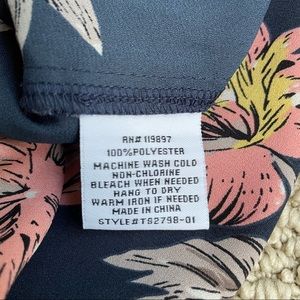 RN# 119897
100%POLYESTER
MACHINE WASH COLD
NON-CHLORINE
BLEACH WHEN NEEDED
HANG TO DRY
WARM IRON IF NEEDED
MADE IN CHINA
STYLE#TS2798-01